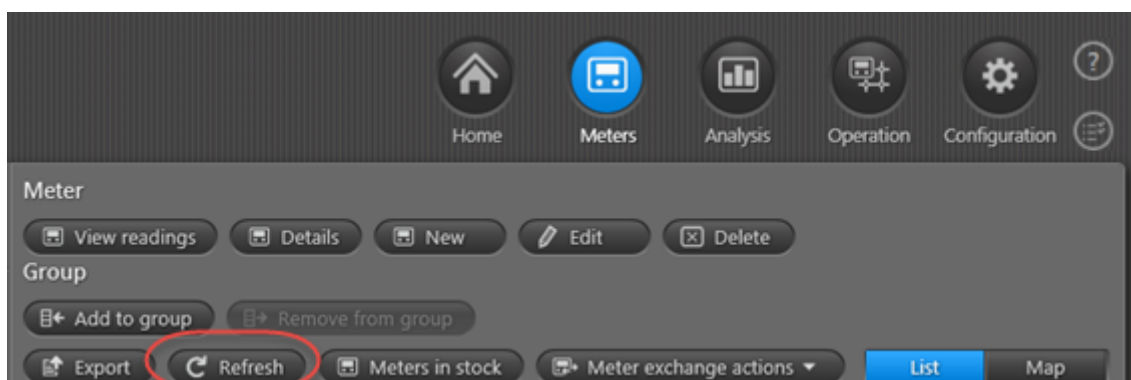 Home Meters Analysis Operation Configuration ?
Meter
View readings Details New Edit Delete
Group
Add to group Remove from group
Export Refresh Meters in stock Meter exchange actions List Map